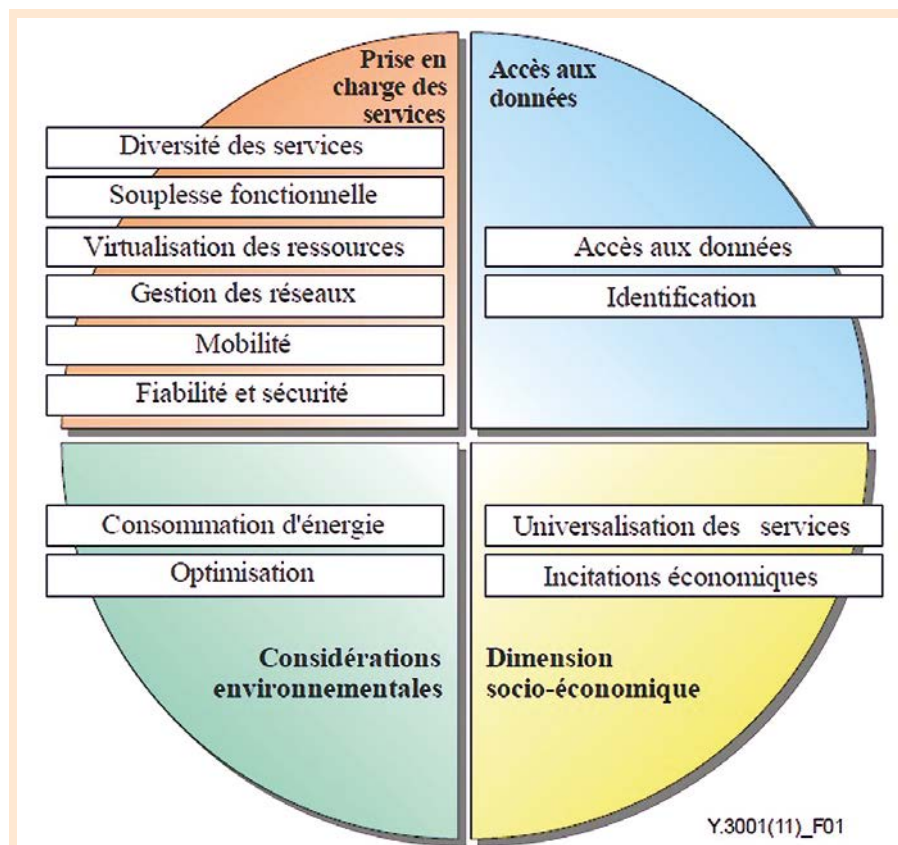 Prise en
charge des
services
Diversité des services
Souplesse fonctionnelle
Virtualisation des ressources
Gestion des réseaux
Mobilité
Fiabilité et sécurité
Accès aux
données
Accès aux données
Identification
Consommation d'énergie
Optimisation
Considérations
environnementales
Universalisation des services
Incitations économiques
Dimension
socio-économique
Y.3001(11)_F01